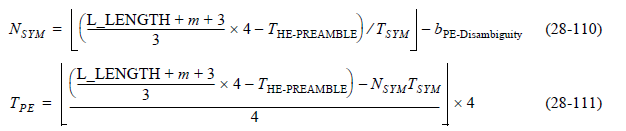 N_SYM = ⌊((L_LENGTH + m + 3)/3 × 4 – T_HE-PREAMBLE)/T_SYM⌋ – b_PE-Disambiguity (28-110)
T_PE = ⌊(((L_LENGTH + m + 3)/3 × 4 – T_HE-PREAMBLE) – N_SYM T_SYM)/4⌋ × 4 (28-111)